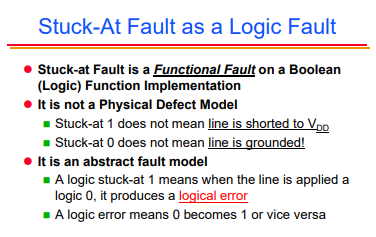 Stuck-At Fault as a Logic Fault
Stuck-at Fault is a Functional Fault on a Boolean
(Logic) Function Implementation
It is not a Physical Defect Model
Stuck-at 1 does not mean line is shorted to VDD
Stuck-at 0 does not mean line is grounded!
It is an abstract fault model
A logic stuck-at 1 means when the line is applied a
logic 0, it produces a logical error
A logic error means 0 becomes 1 or vice versa